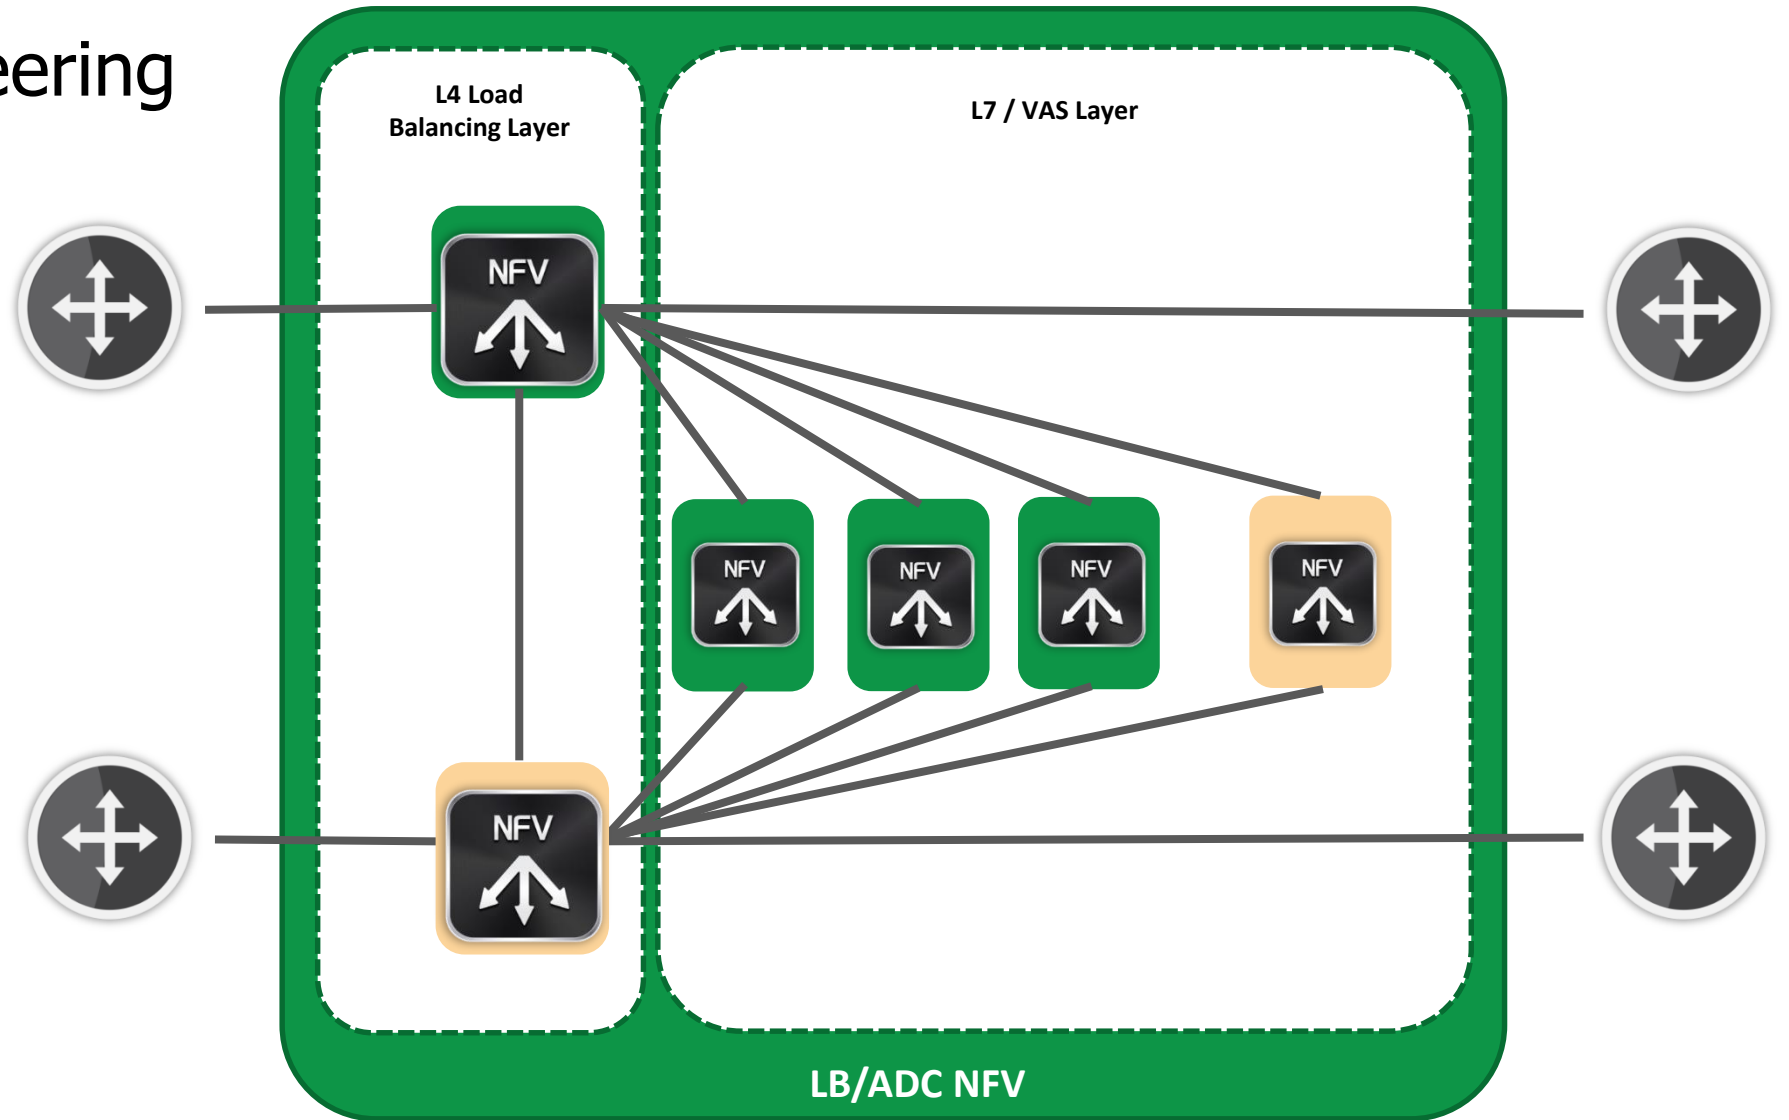 eering
L4 Load
Balancing Layer
L7 / VAS Layer
NFV
NFV
NFV
NFV
NFV
NFV
LB/ADC NFV